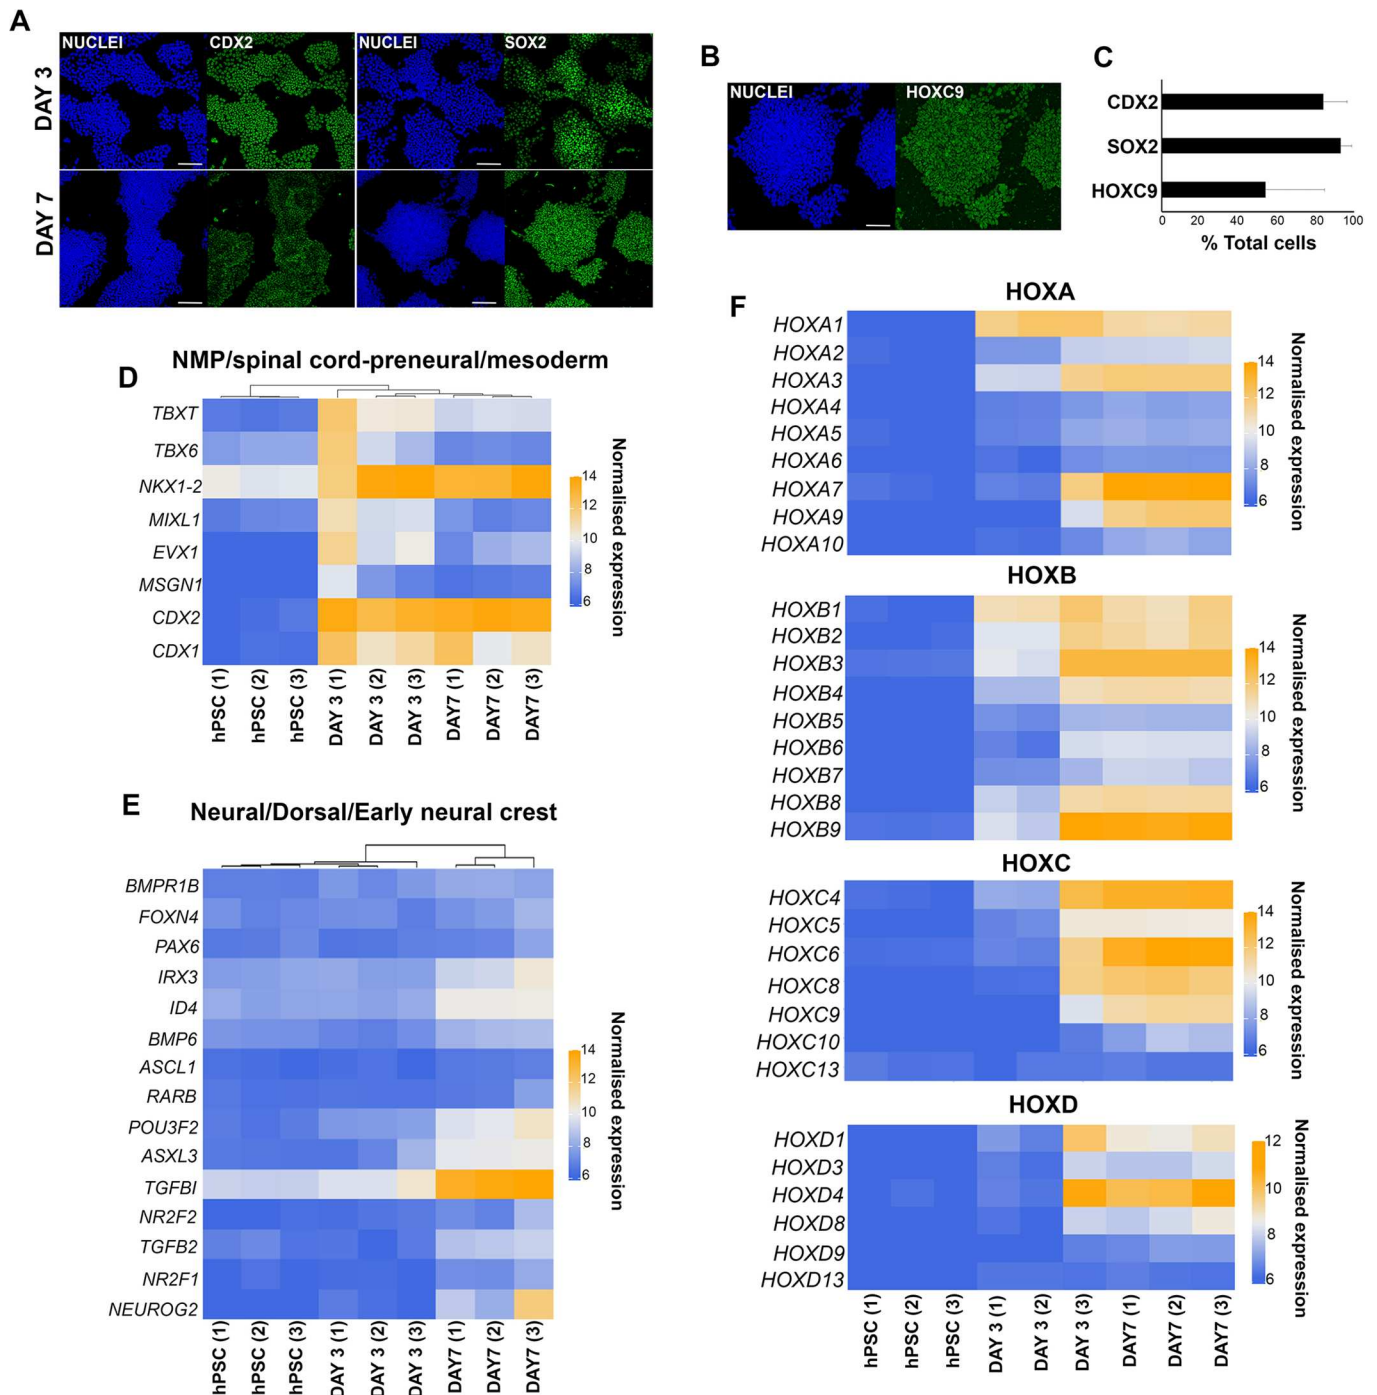 A
NUCLEI CDX2 NUCLEI SOX2
DAY 3
DAY 7
B
NUCLEI HOXC9
C
CDX2
SOX2
HOXC9
0 20 40 60 80 100
% Total cells
D
NMP/spinal cord-preneural/mesoderm
TBXT
TBX6
NKX1-2
MIXL1
EVX1
MSGN1
CDX2
CDX1
14
12
10
8
6
Normalised expression
hPSC (1)
hPSC (2)
hPSC (3)
DAY 3 (1)
DAY 3 (2)
DAY 3 (3)
DAY7 (1)
DAY7 (2)
DAY7 (3)
E
Neural/Dorsal/Early neural crest
BMPR1B
FOXN4
PAX6
IRX3
ID4
BMP6
ASCL1
RARB
POU3F2
ASXL3
TGFBI
NR2F2
TGFB2
NR2F1
NEUROG2
14
12
10
8
6
Normalised expression
hPSC (1)
hPSC (2)
hPSC (3)
DAY 3 (1)
DAY 3 (2)
DAY 3 (3)
DAY7 (1)
DAY7 (2)
DAY7 (3)
F
HOXA
HOXA1
HOXA2
HOXA3
HOXA4
HOXA5
HOXA6
HOXA7
HOXA9
HOXA10
14
12
10
8
6
Normalised expression
HOXB
HOXB1
HOXB2
HOXB3
HOXB4
HOXB5
HOXB6
HOXB7
HOXB8
HOXB9
14
12
10
8
6
Normalised expression
HOXC
HOXC4
HOXC5
HOXC6
HOXC8
HOXC9
HOXC10
HOXC13
14
12
10
8
6
Normalised expression
HOXD
HOXD1
HOXD3
HOXD4
HOXD8
HOXD9
HOXD13
12
10
8
6
Normalised expression
hPSC (1)
hPSC (2)
hPSC (3)
DAY 3 (1)
DAY 3 (2)
DAY 3 (3)
DAY7 (1)
DAY7 (2)
DAY7 (3)